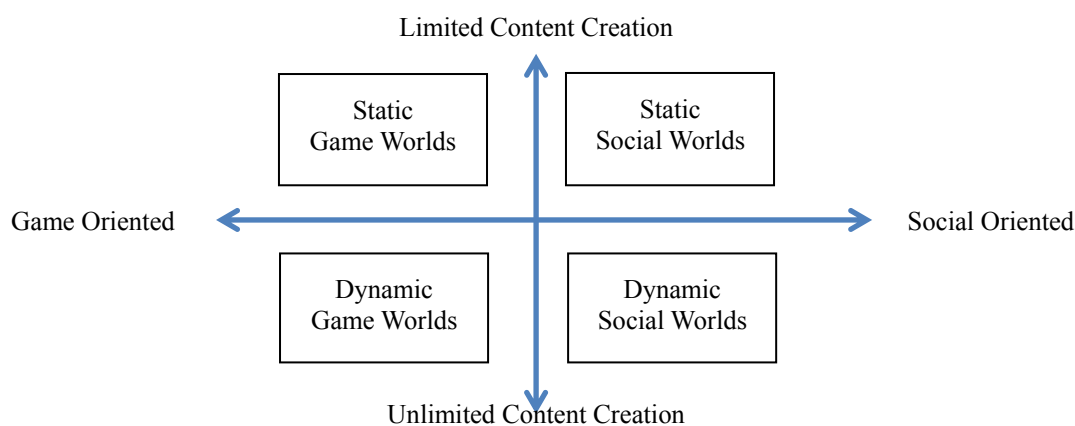 Limited Content Creation
Static
Game Worlds
Static
Social Worlds
Game Oriented
Social Oriented
Dynamic
Game Worlds
Dynamic
Social Worlds
Unlimited Content Creation